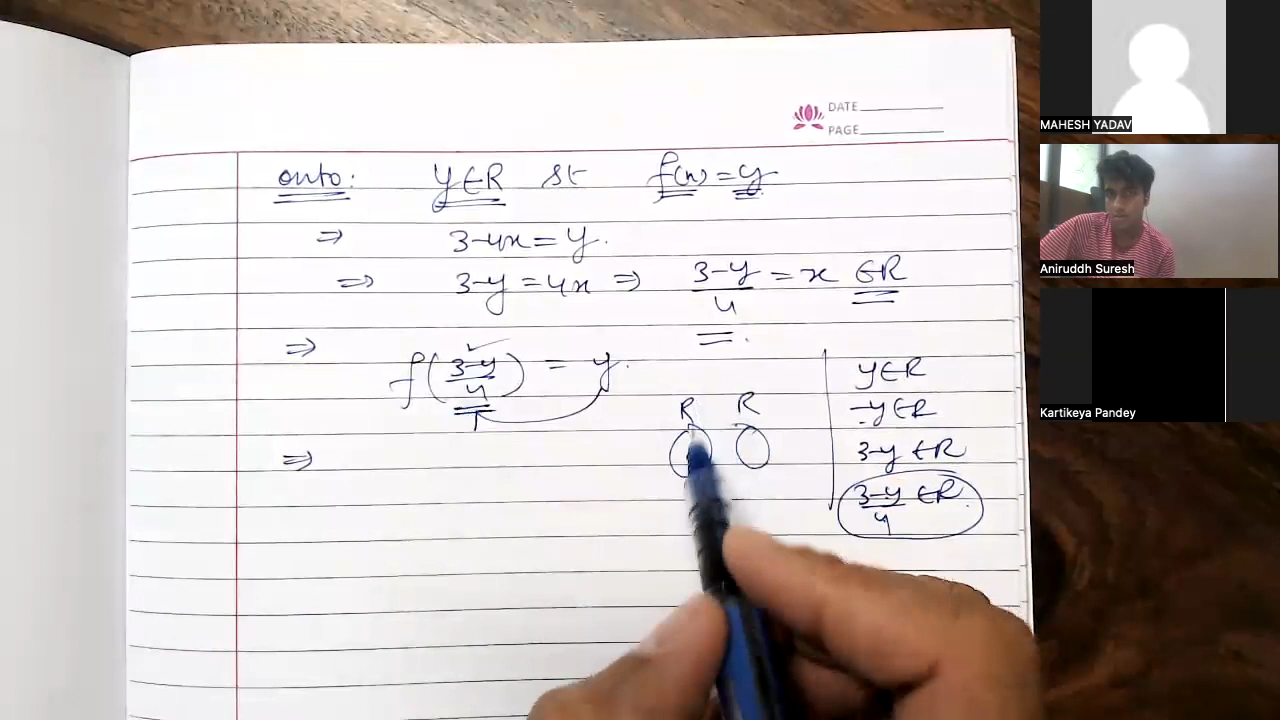 DATE
PAGE
onto: y∈R st f(x) = y
⇒ 3-4x = y.
⇒ 3-y = 4x ⇒ 3-y/4 = x ∈R
⇒ f(3-y/4) = y.
R R
⇒
y∈R
-y∈R
3-y ∈R
3-y/4 ∈R.
MAHESH YADAV
Aniruddh Suresh
Kartikeya Pandey